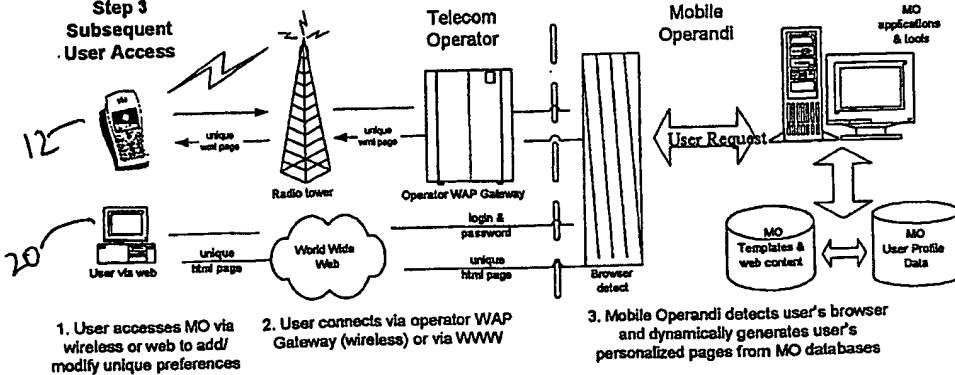 Step 3
Subsequent
User Access
Telecom
Operator
Mobile
Operandi
MO
applications
& tools
12
unique
wml page
unique
wml page
User Request
Radio tower
Operator WAP Gateway
20
User via web
unique
html page
World Wide
Web
login &
password
unique
html page
Browser
detect
MO
Templates &
web content
MO
User Profile
Data
1. User accesses MO via
wireless or web to add/
modify unique preferences
2. User connects via operator WAP
Gateway (wireless) or via WWW
3. Mobile Operandi detects user's browser
and dynamically generates user's
personalized pages from MO databases